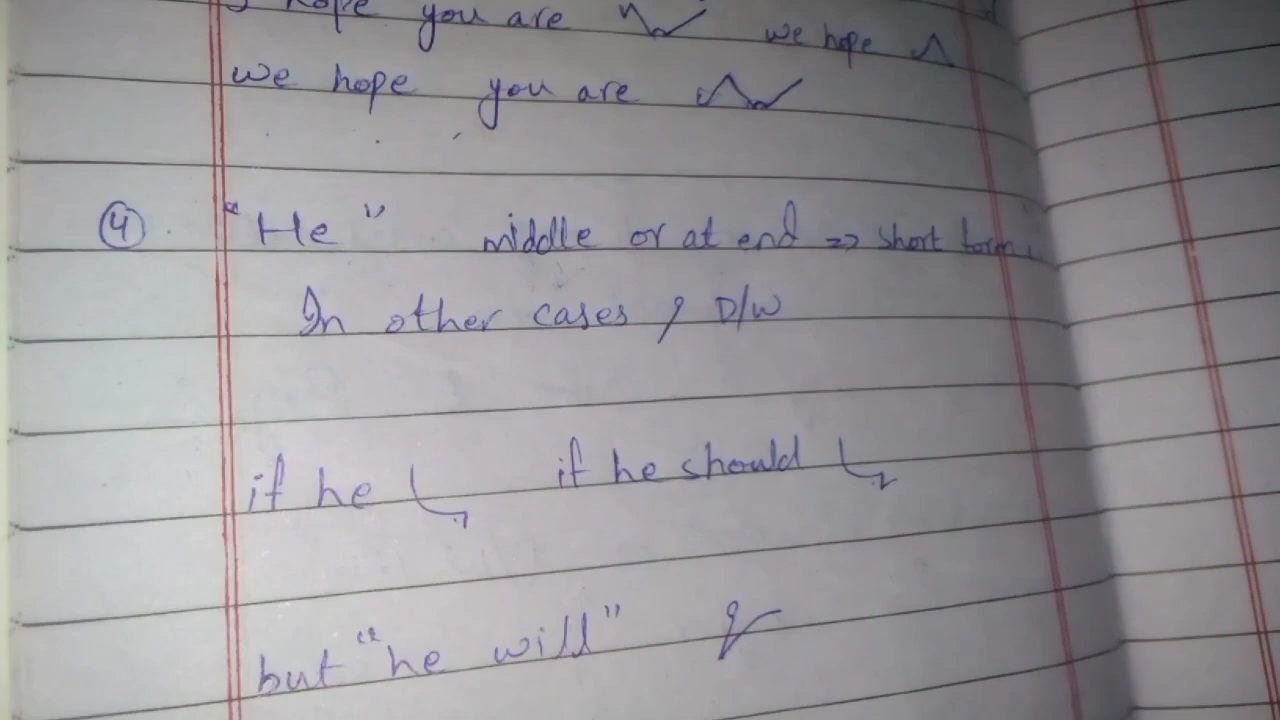 I hope you are we hope
we hope you are
④ "He" middle or at end => short form
In other cases, D/W
if he if he should
but "he will"